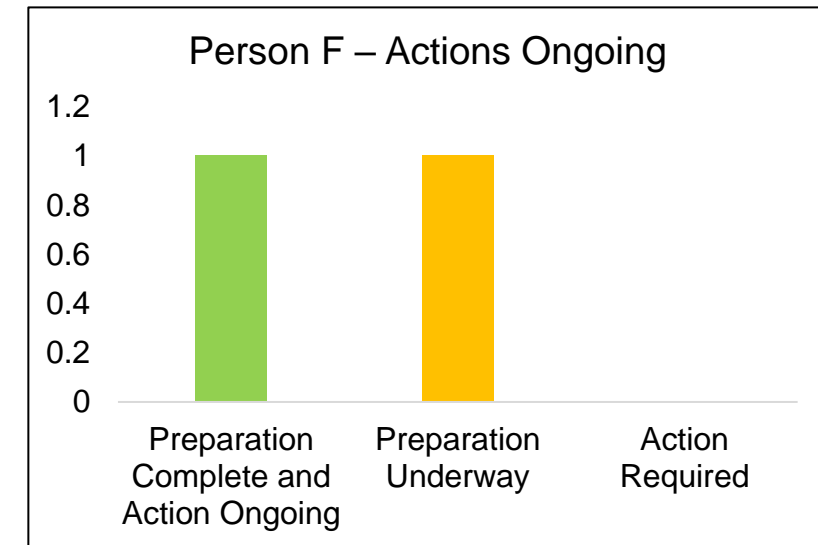 Person F – Actions Ongoing
1.2
1
0.8
0.6
0.4
0.2
0
Preparation
Complete and
Action Ongoing
Preparation
Underway
Action
Required